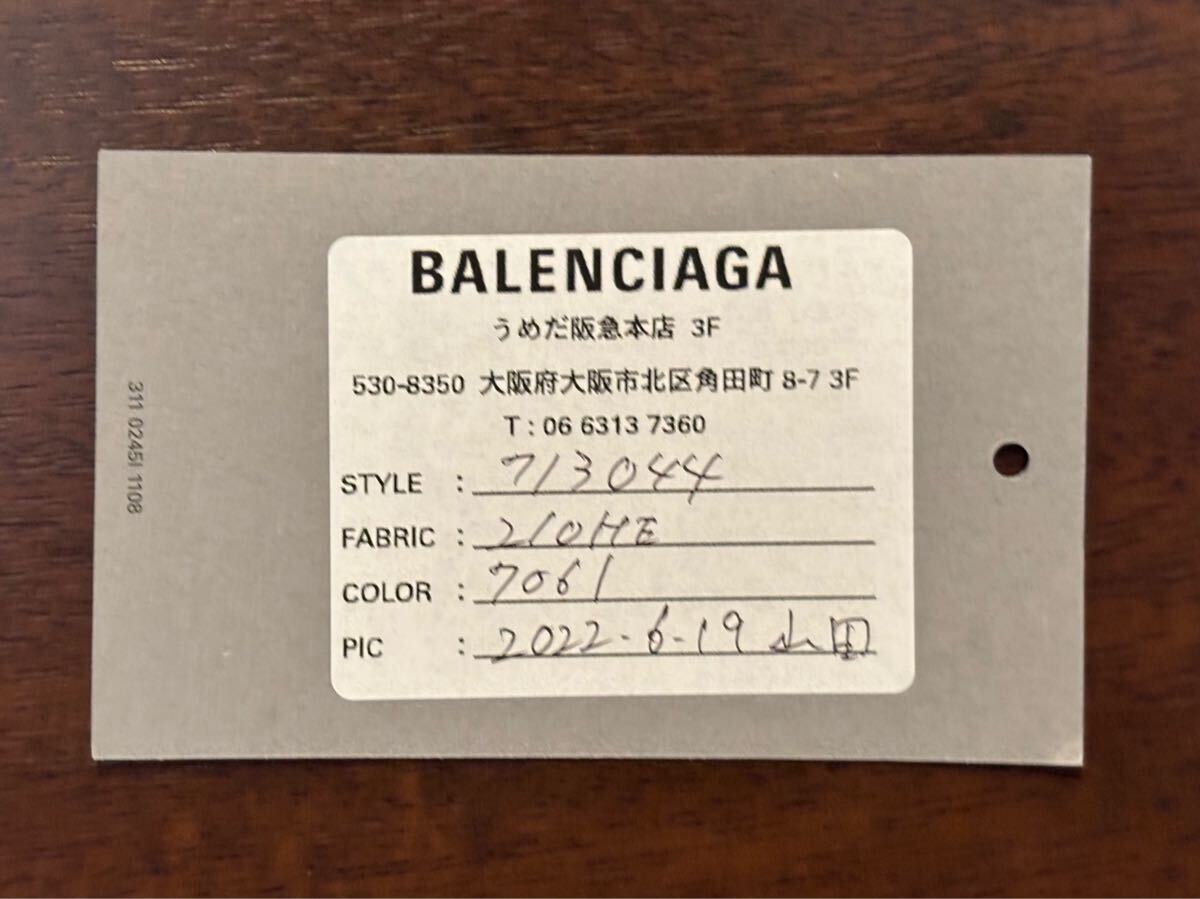 BALENCIAGA
うめだ阪急本店 3F
530-8350 大阪府大阪市北区角田町 8-7 3F
T : 06 6313 7360
STYLE : 713044
FABRIC : 210HE
COLOR : 7061
PIC : 2022-6-19 山田
311 0245I 1108